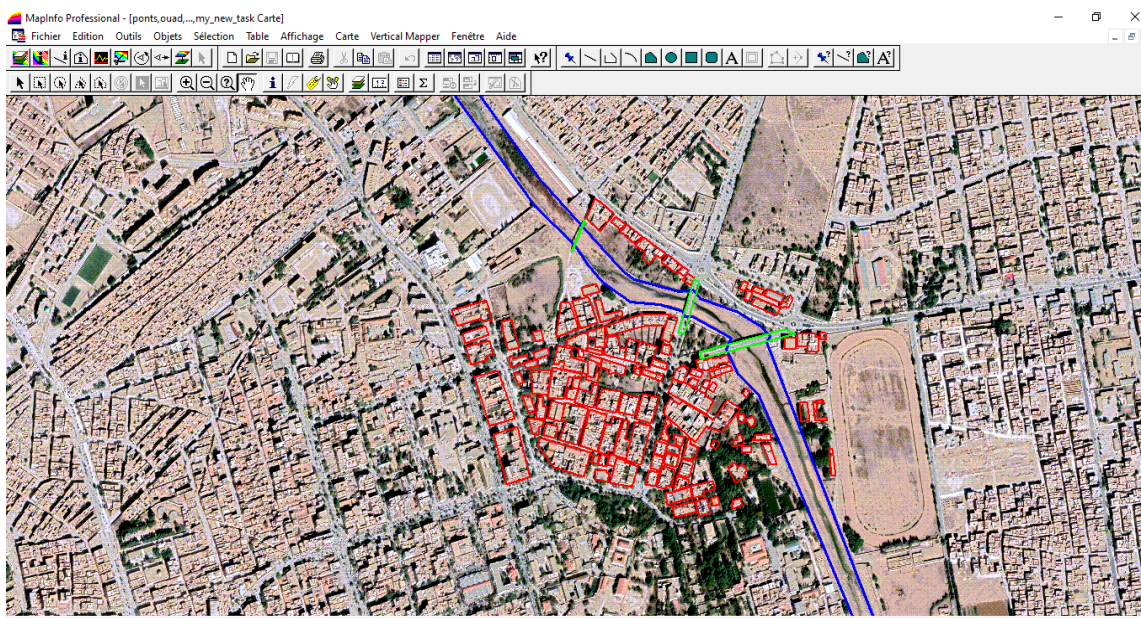 MapInfo Professional - [ponts,ouad,...,my_new_task Carte]
Fichier Edition Outils Objets Sélection Table Affichage Carte Vertical Mapper Fenêtre Aide